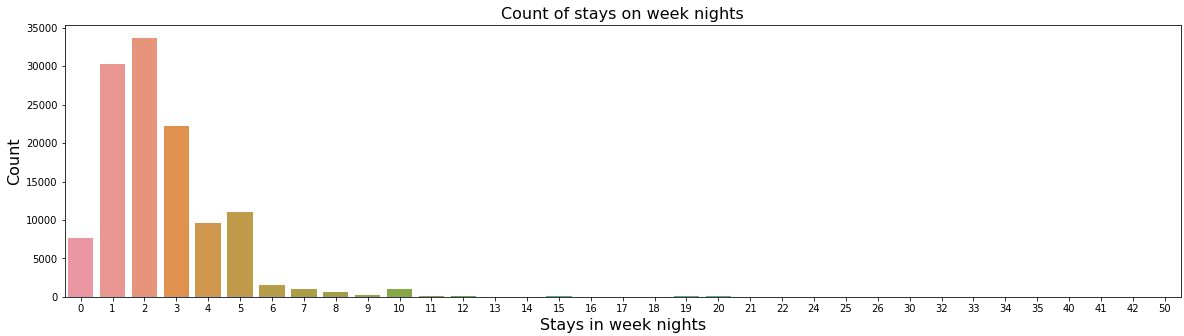 Count of stays on week nights
35000
30000
25000
20000
15000
10000
5000
0
Count
0 1 2 3 4 5 6 7 8 9 10 11 12 13 14 15 16 17 18 19 20 21 22 24 25 26 30 32 33 34 35 40 41 42 50
Stays in week nights